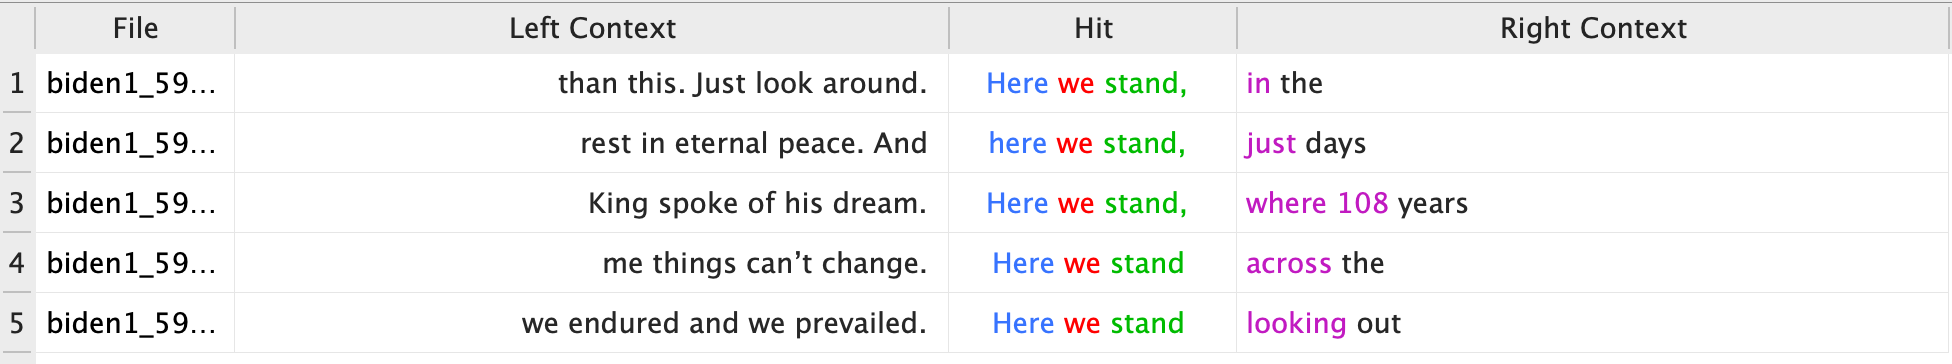 File Left Context Hit Right Context
1 biden1_59... than this. Just look around. Here we stand, in the
2 biden1_59... rest in eternal peace. And here we stand, just days
3 biden1_59... King spoke of his dream. Here we stand, where 108 years
4 biden1_59... me things can’t change. Here we stand across the
5 biden1_59... we endured and we prevailed. Here we stand looking out